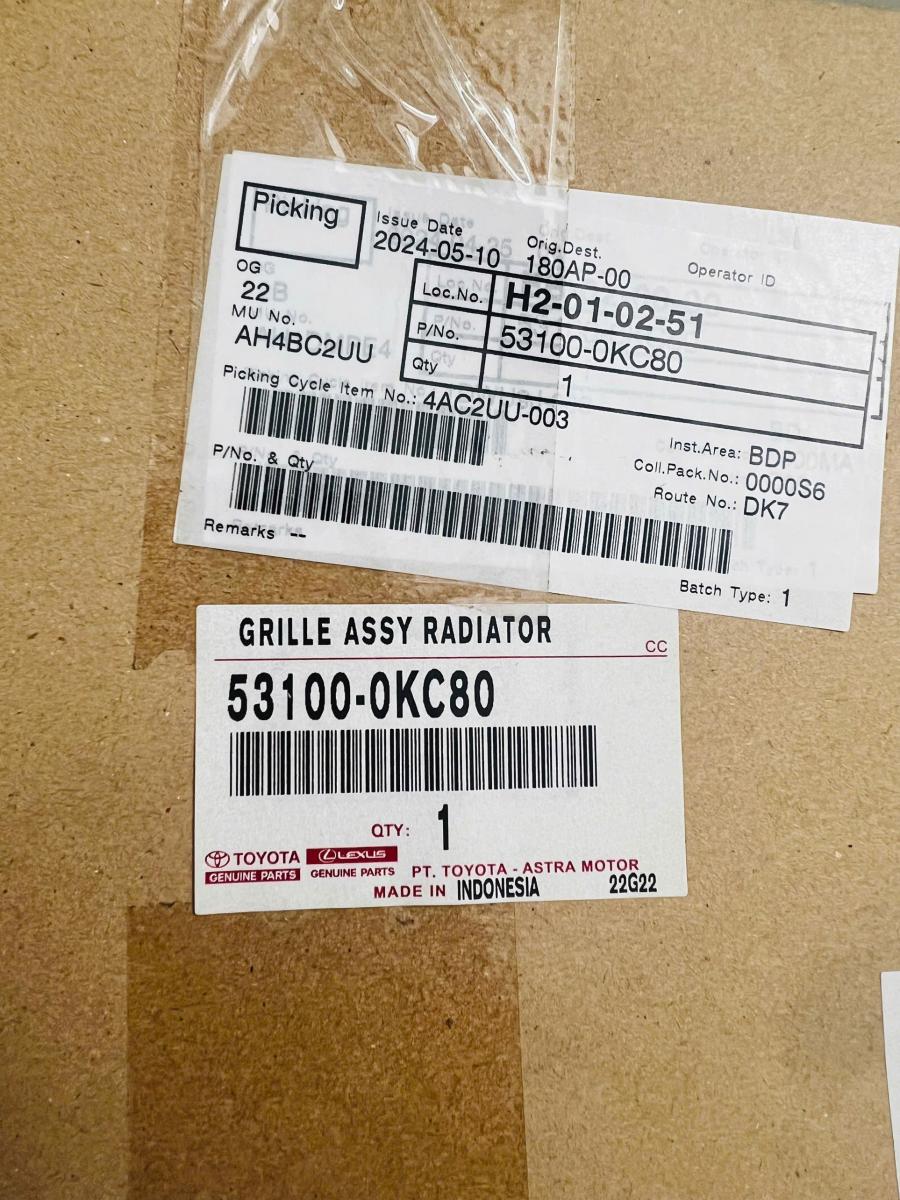 Picking
Issue Date
2024-05-10
Orig.Dest.
180AP-00
Operator ID
OG
22
MU No.
AH4BC2UU
Loc.No. H2-01-02-51
P/No. 53100-0KC80
Qty 1
Picking Cycle Item No.: 4AC2UU-003
Inst.Area: BDP
Coll.Pack.No.: 0000S6
Route No.: DK7
P/No. & Qty
Remarks --
Batch Type: 1
GRILLE ASSY RADIATOR
CC
53100-0KC80
QTY: 1
TOYOTA
GENUINE PARTS
LEXUS
GENUINE PARTS
PT. TOYOTA - ASTRA MOTOR
MADE IN INDONESIA 22G22